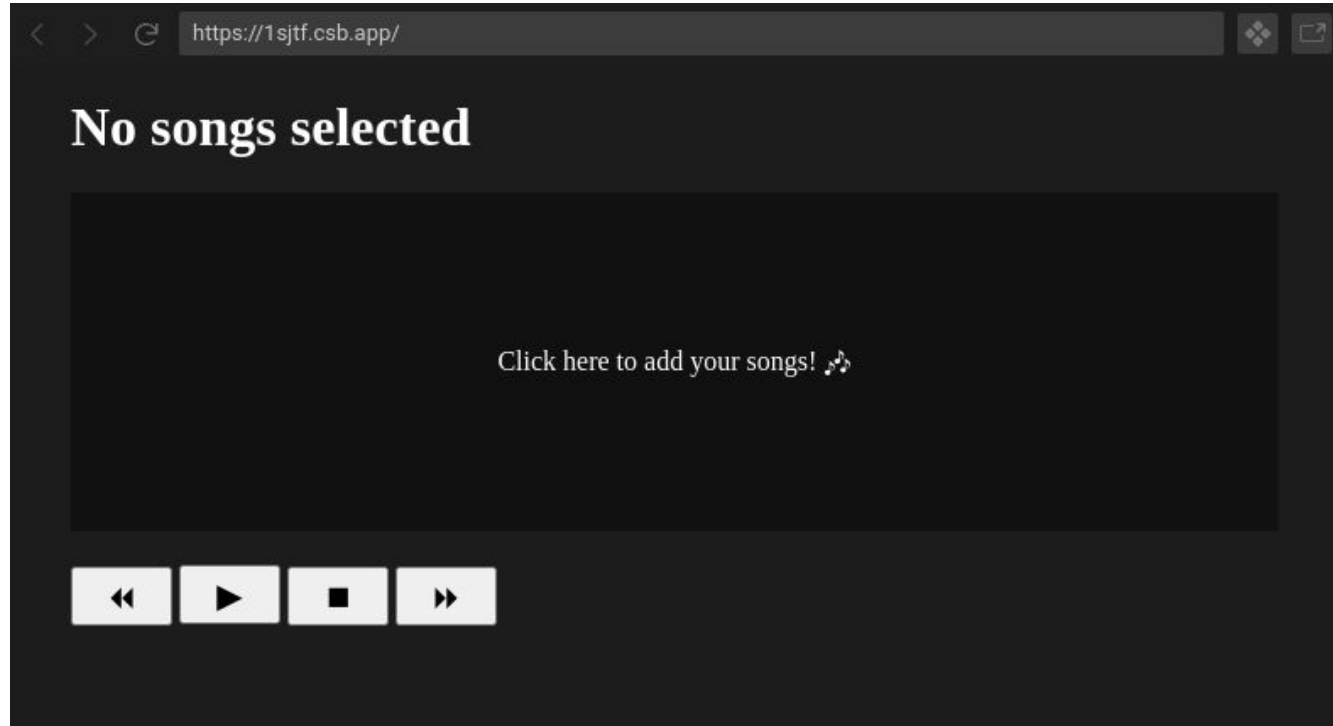 https://1sjtf.csb.app/
No songs selected
Click here to add your songs! 🎶